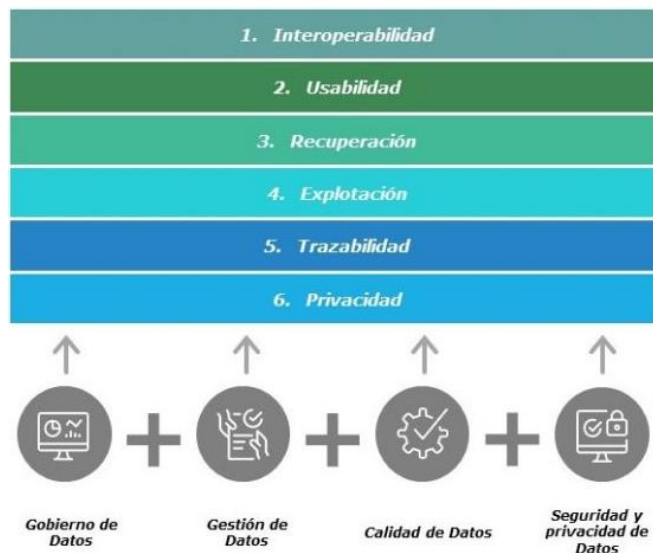 1. Interoperabilidad
2. Usabilidad
3. Recuperación
4. Explotación
5. Trazabilidad
6. Privacidad
Gobierno de
Datos
Gestión de
Datos
Calidad de Datos
Seguridad y
privacidad de
Datos